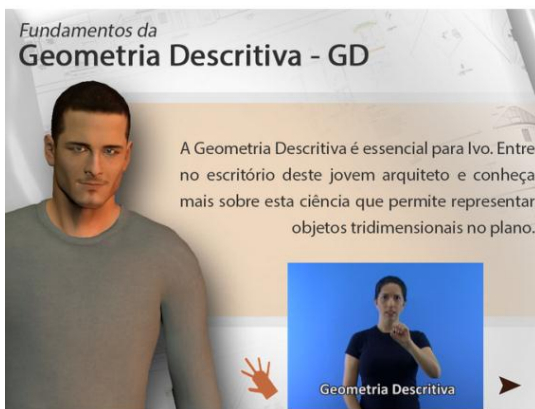 Fundamentos da
Geometria Descritiva - GD
A Geometria Descritiva é essencial para Ivo. Entre
no escritório deste jovem arquiteto e conheça
mais sobre esta ciência que permite representar
objetos tridimensionais no plano.
Geometria Descritiva